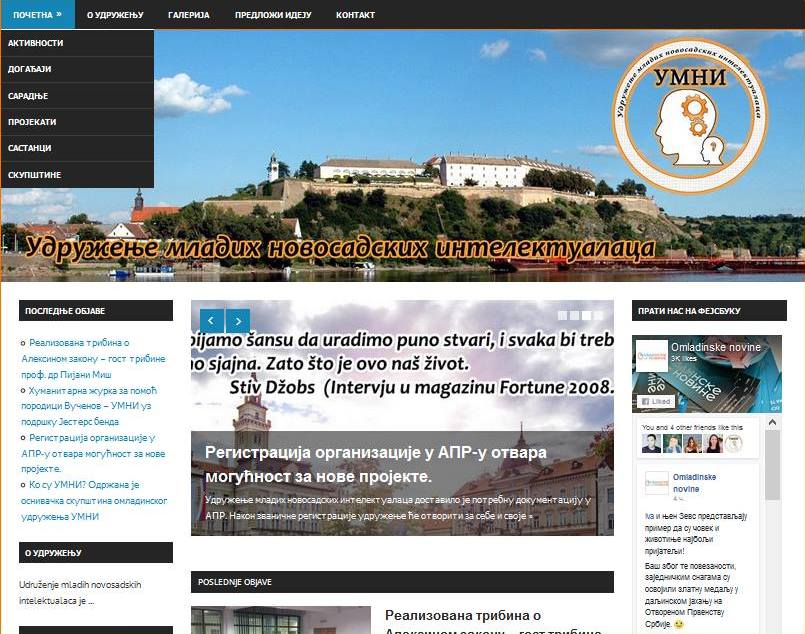 ПОЧЕТНА » О УДРУЖЕЊУ ГАЛЕРИЈА ПРЕДЛОЖИ ИДЕЈУ КОНТАКТ
АКТИВНОСТИ
ДОГАЂАЈИ
САРАДЊЕ
ПРОЈЕКАТИ
САСТАНЦИ
СКУПШТИНЕ
Удружење младих новосадских интелектуалаца
УМНИ
Удружење младих новосадских интелектуалаца
ПОСЛЕДЊЕ ОБЈАВЕ
Реализована трибина о
Алексином закону – гост трибине
проф. др Пијани Миш
Хуманитарна журка за помоћ
породици Вученов – УМНИ уз
подршку Јестерс бенда
Регистрација организације у
АПР-у отвара могућност за нове
пројекте.
Ко су УМНИ? Одржана је
оснивачка скупштина омладинског
удружења УМНИ
О УДРУЖЕЊУ
Udruženje mladih novosadskih
intelektualaca je ...
bijamo šansu da uradimo puno stvari, i svaka bi treb
o sjajna. Zato što je ovo naš život.
Stiv Džobs (Intervju u magazinu Fortune 2008.
Регистрација организације у АПР-у отвара
могућност за нове пројекте.
Удружење младих новосадских интелектуалаца доставило је потребну документацију у
АПР. Након званичне регистрације удружење ће отворити за себе и своје »
POSLEDNJE OBJAVE
Реализована трибина о
Алексином закону – гост трибине
ПРАТИ НАС НА ФЕЈСБУКУ
Omladinske novine
3K likes
Liked
You and 4 other friends like this
Omladinske
novine
Iva и њен Зевс представљају
пример да су човек и
животиње најбољи
пријатељи!
Ваш због те повезаности,
заједничким снагама су
освојили златну медаљу у
даљинском јахању на
Отвореном Првенству
Србије.